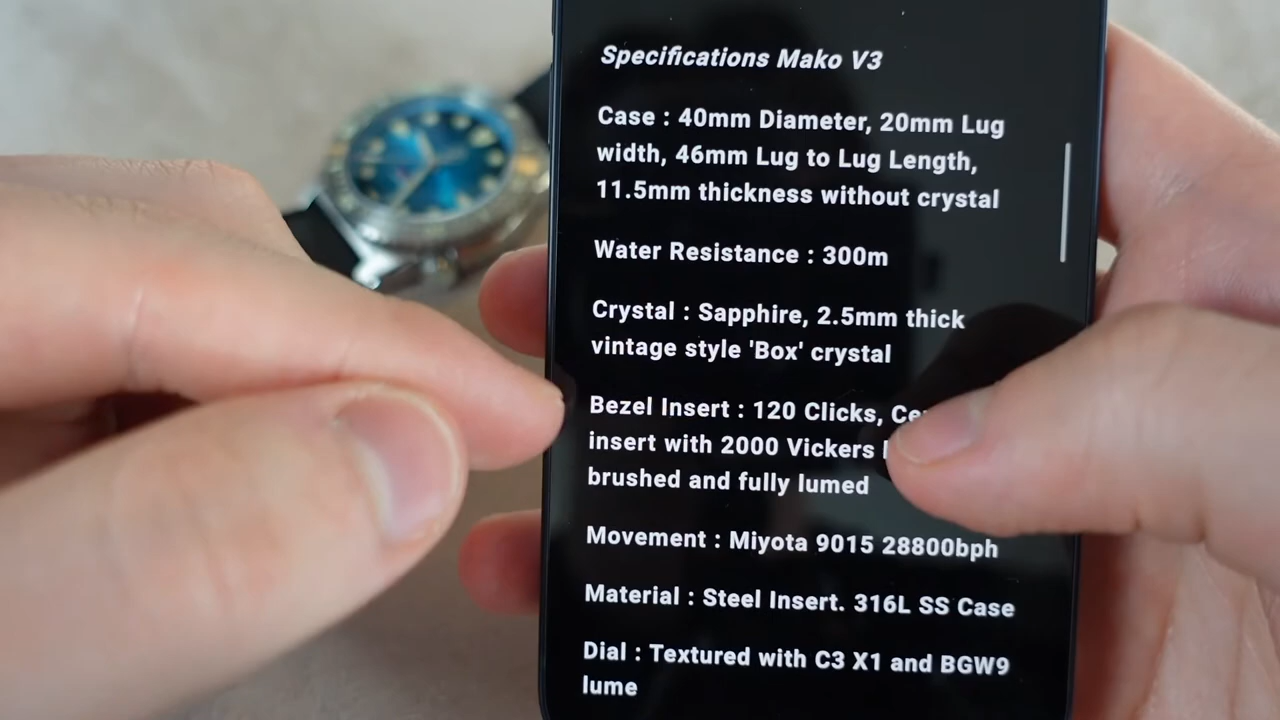 Specifications Mako V3
Case : 40mm Diameter, 20mm Lug
width, 46mm Lug to Lug Length,
11.5mm thickness without crystal
Water Resistance : 300m
Crystal : Sapphire, 2.5mm thick
vintage style 'Box' crystal
Bezel Insert : 120 Clicks,
insert with 2000 Vickers
brushed and fully lumed
Movement : Miyota 9015 28800bph
Material : Steel Insert. 316L SS Case
Dial : Textured with C3 X1 and BGW9
lume